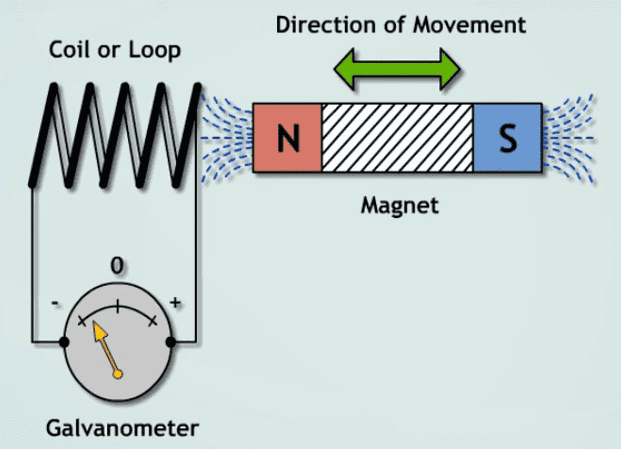 Direction of Movement
Coil or Loop
N
S
Magnet
0
- +
Galvanometer